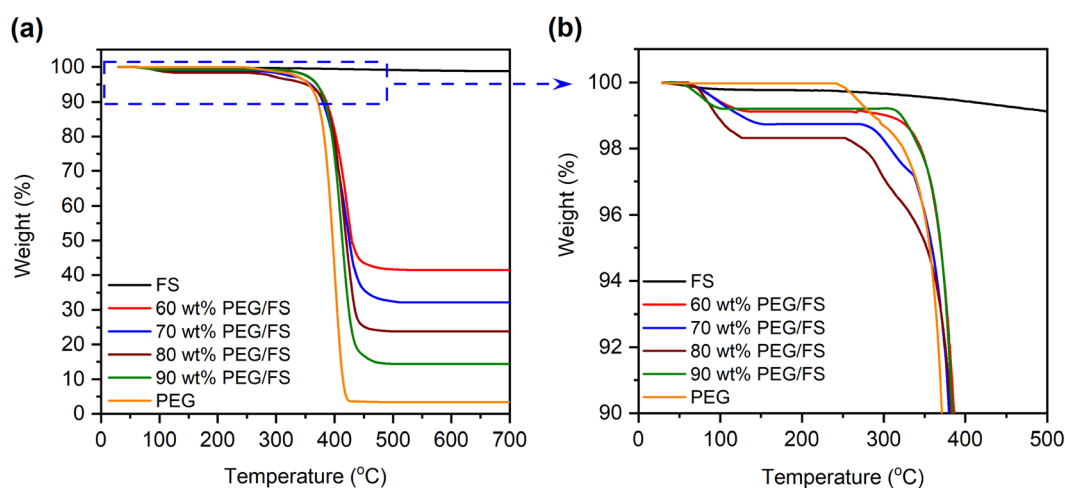 (a)
100
90
80
70
60
50
40
30
20
10
0
Weight (%)
FS
60 wt% PEG/FS
70 wt% PEG/FS
80 wt% PEG/FS
90 wt% PEG/FS
PEG
0 100 200 300 400 500 600 700
Temperature (°C)
(b)
100
98
96
94
92
90
Weight (%)
FS
60 wt% PEG/FS
70 wt% PEG/FS
80 wt% PEG/FS
90 wt% PEG/FS
PEG
0 100 200 300 400 500
Temperature (°C)